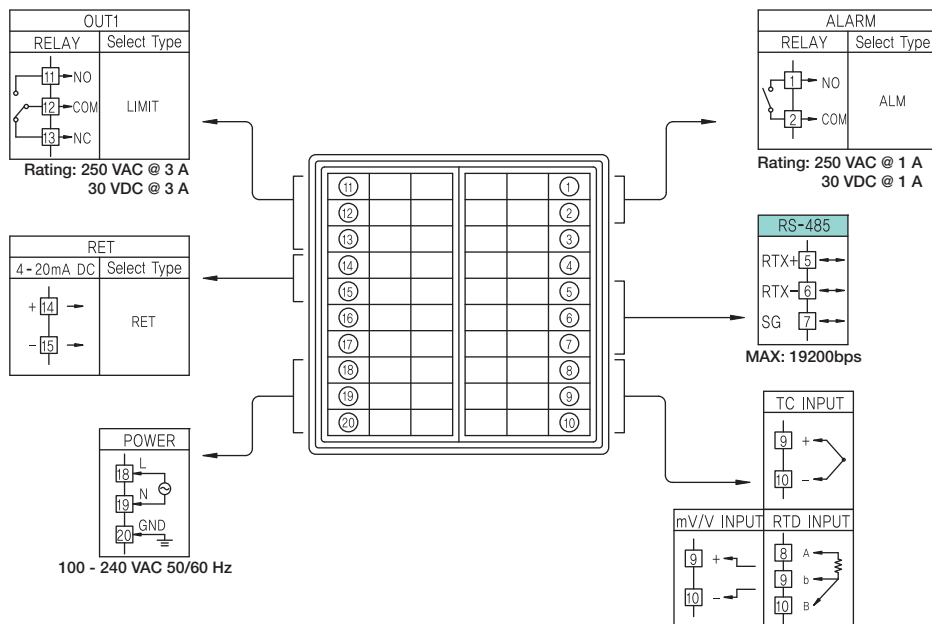 OUT1
RELAY Select Type
11 NO
12 COM LIMIT
13 NC
Rating: 250 VAC @ 3 A
30 VDC @ 3 A
RET
4-20mA DC Select Type
+ 14
RET
- 15
POWER
L
18
N
19
GND
20
100 - 240 VAC 50/60 Hz
11 1
12 2
13 3
14 4
15 5
16 6
17 7
18 8
19 9
20 10
ALARM
RELAY Select Type
1 NO
ALM
2 COM
Rating: 250 VAC @ 1 A
30 VDC @ 1 A
RS-485
RTX+ 5
RTX- 6
SG 7
MAX: 19200bps
TC INPUT
9 +
10 -
mV/V INPUT
9 +
10 -
RTD INPUT
8 A
9 b
10 B